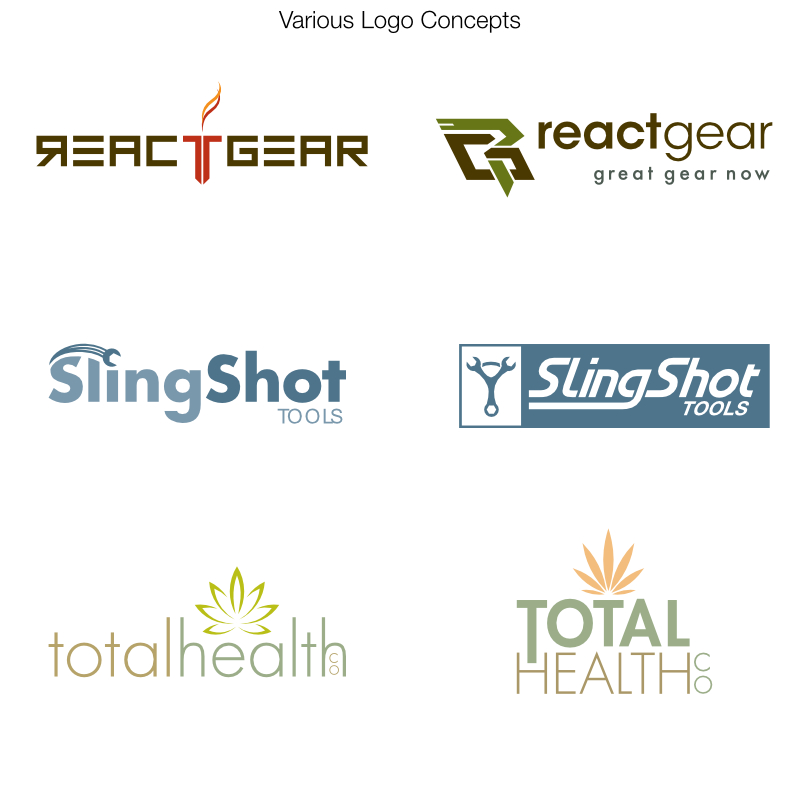 Various Logo Concepts
REACTGEAR
reactgear
great gear now
SlingShot
TOOLS
SlingShot
TOOLS
totalhealth co
TOTAL
HEALTH CO